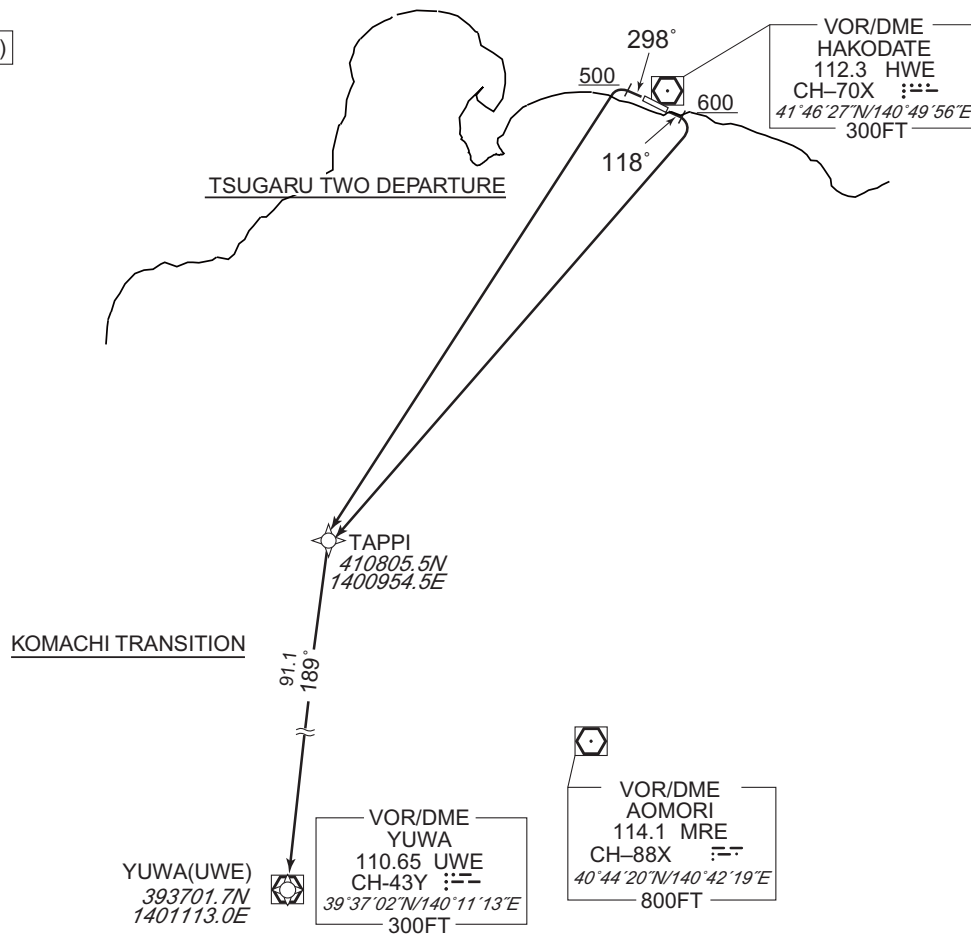 )
298°
500
600
118°
VOR/DME
HAKODATE
112.3 HWE
CH–70X
41°46´27˝N/140°49´56˝E
300FT
TSUGARU TWO DEPARTURE
TAPPI
410805.5N
1400954.5E
KOMACHI TRANSITION
91.1
189°
YUWA(UWE)
393701.7N
1401113.0E
VOR/DME
YUWA
110.65 UWE
CH-43Y
39°37´02˝N/140°11´13˝E
300FT
VOR/DME
AOMORI
114.1 MRE
CH–88X
40°44´20˝N/140°42´19˝E
800FT